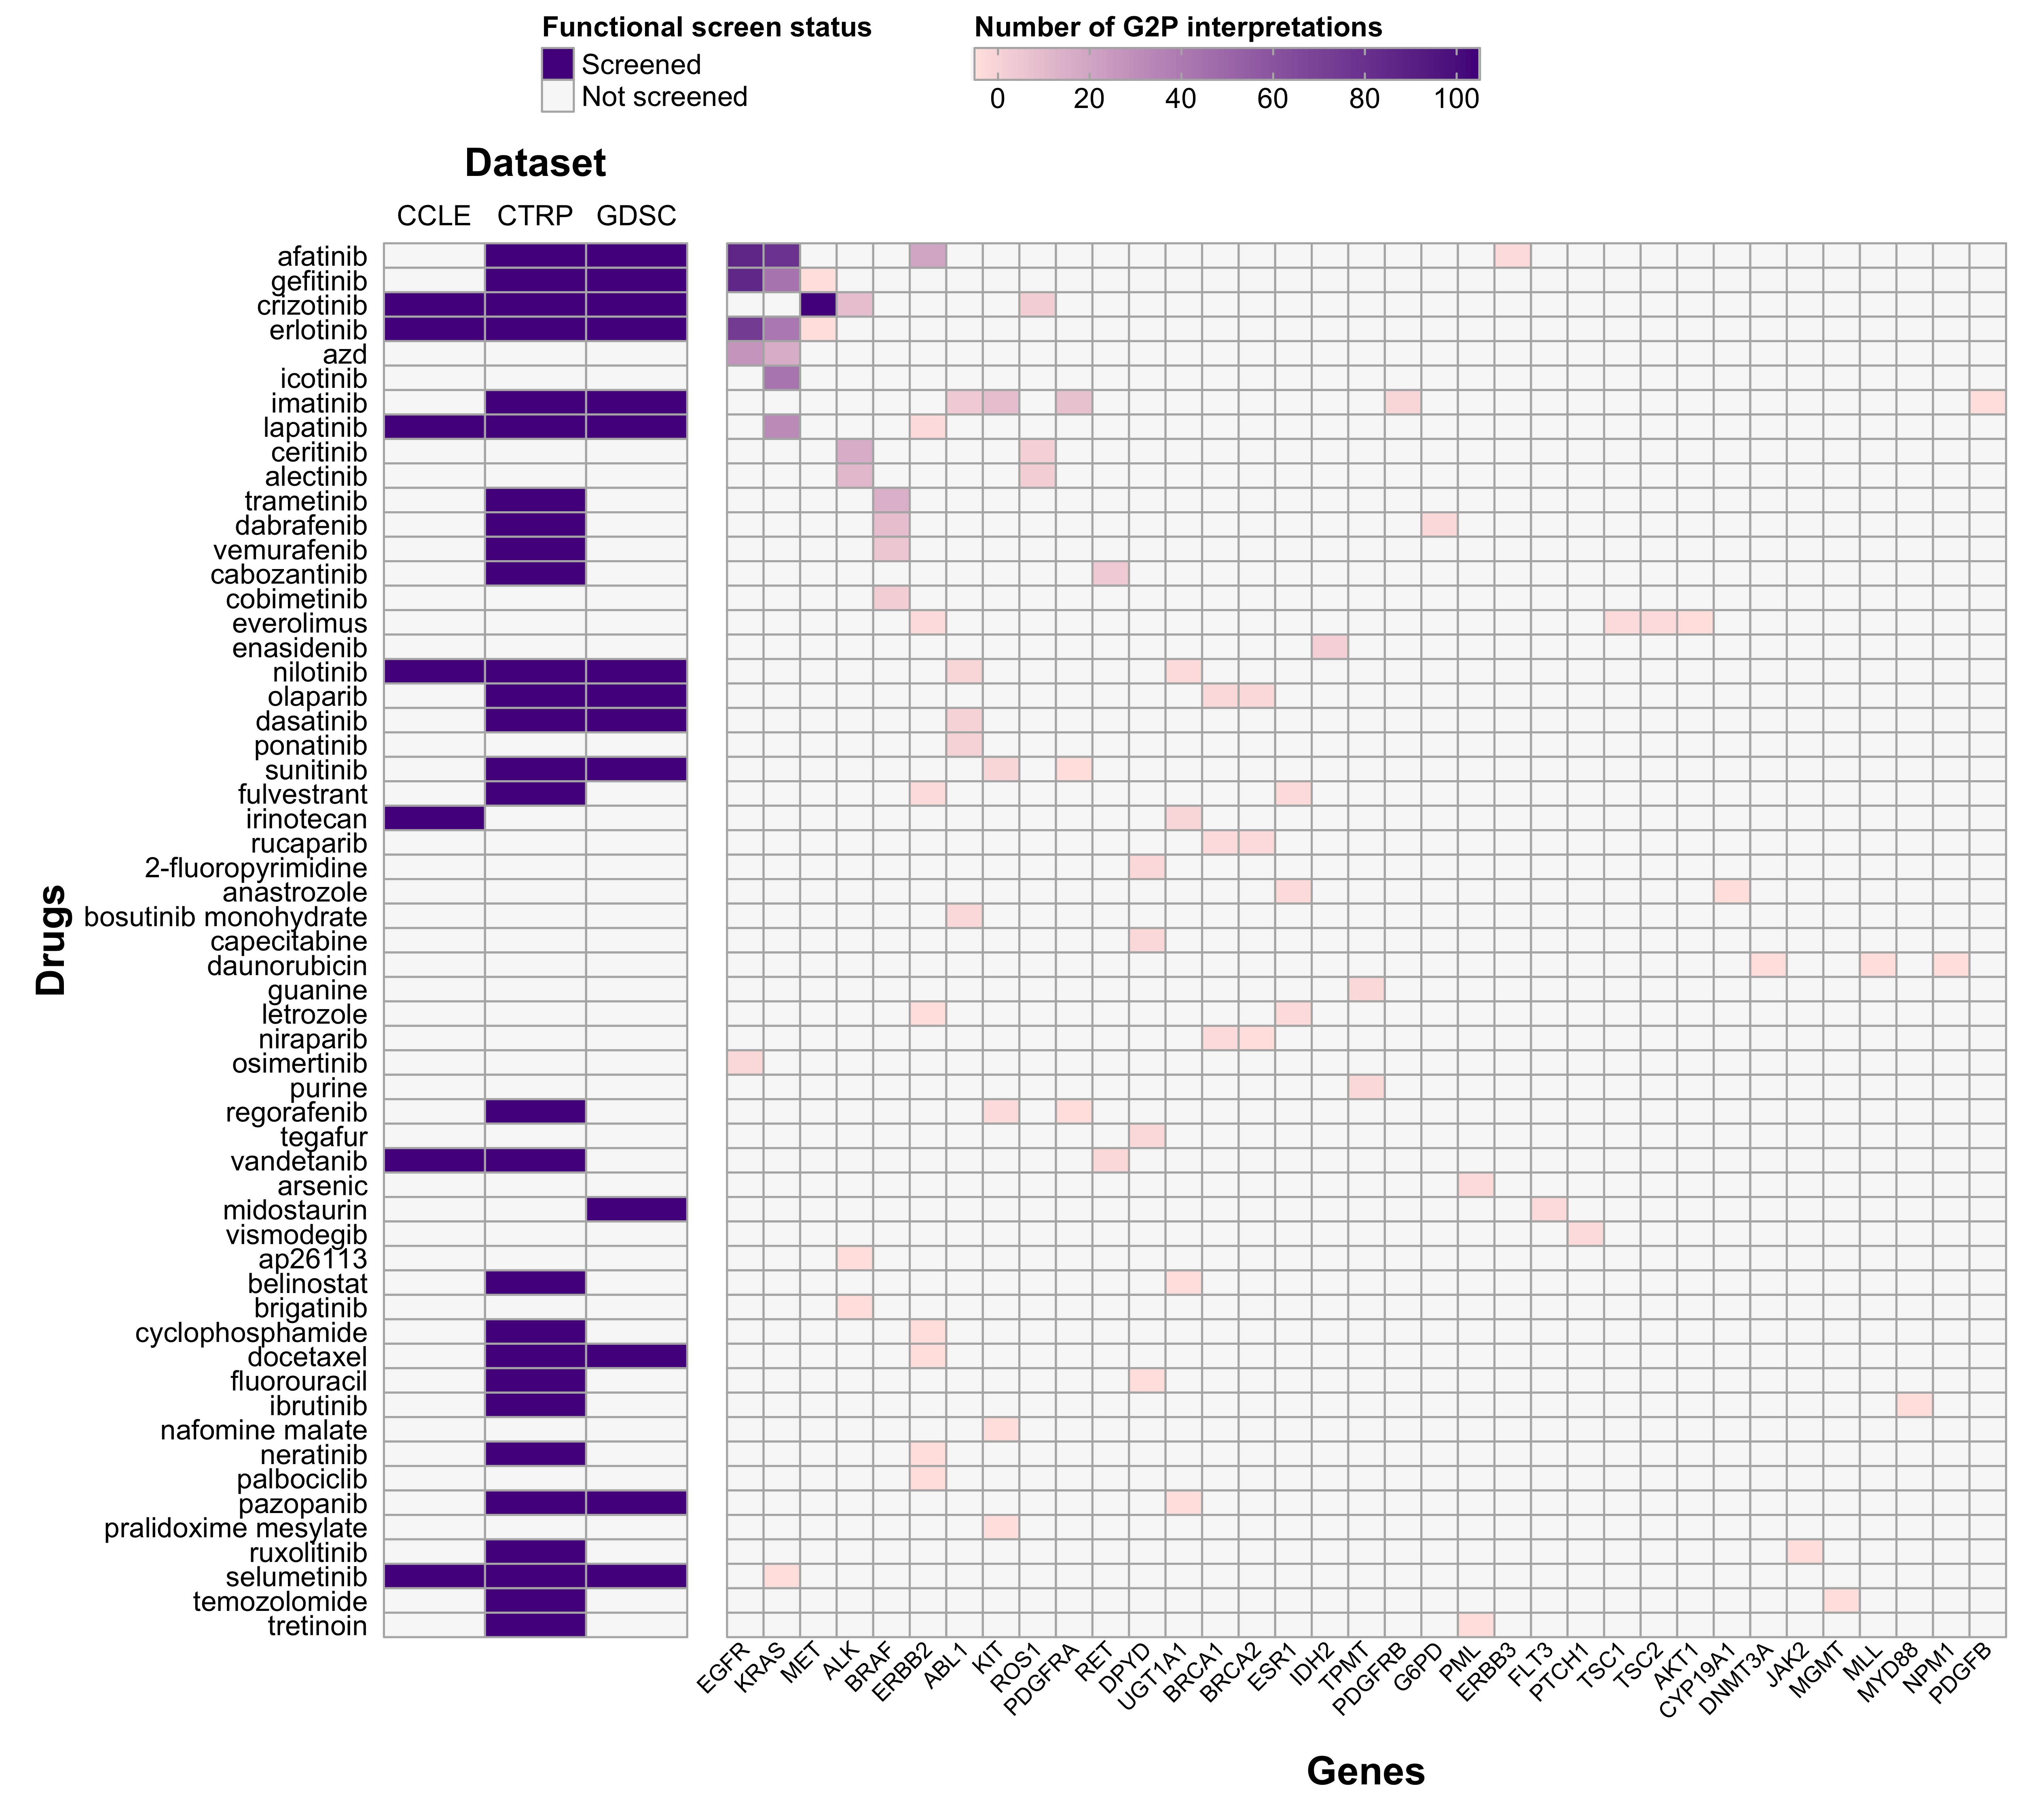 Functional screen status
Screened
Not screened
Number of G2P interpretations
0 20 40 60 80 100
Dataset
CCLE CTRP GDSC
Drugs
afatinib
gefitinib
crizotinib
erlotinib
azd
icotinib
imatinib
lapatinib
ceritinib
alectinib
trametinib
dabrafenib
vemurafenib
cabozantinib
cobimetinib
everolimus
enasidenib
nilotinib
olaparib
dasatinib
ponatinib
sunitinib
fulvestrant
irinotecan
rucaparib
2-fluoropyrimidine
anastrozole
bosutinib monohydrate
capecitabine
daunorubicin
guanine
letrozole
niraparib
osimertinib
purine
regorafenib
tegafur
vandetanib
arsenic
midostaurin
vismodegib
ap26113
belinostat
brigatinib
cyclophosphamide
docetaxel
fluorouracil
ibrutinib
nafomine malate
neratinib
palbociclib
pazopanib
pralidoxime mesylate
ruxolitinib
selumetinib
temozolomide
tretinoin
EGFR
KRAS
MET
ALK
BRAF
ERBB2
ABL1
KIT
ROS1
PDGFRA
RET
DPYD
UGT1A1
BRCA1
BRCA2
ESR1
IDH2
TPMT
PDGFRB
G6PD
PML
ERBB3
FLT3
PTCH1
TSC1
TSC2
AKT1
CYP19A1
DNMT3A
JAK2
MGMT
MLL
MYD88
NPM1
PDGFB
Genes